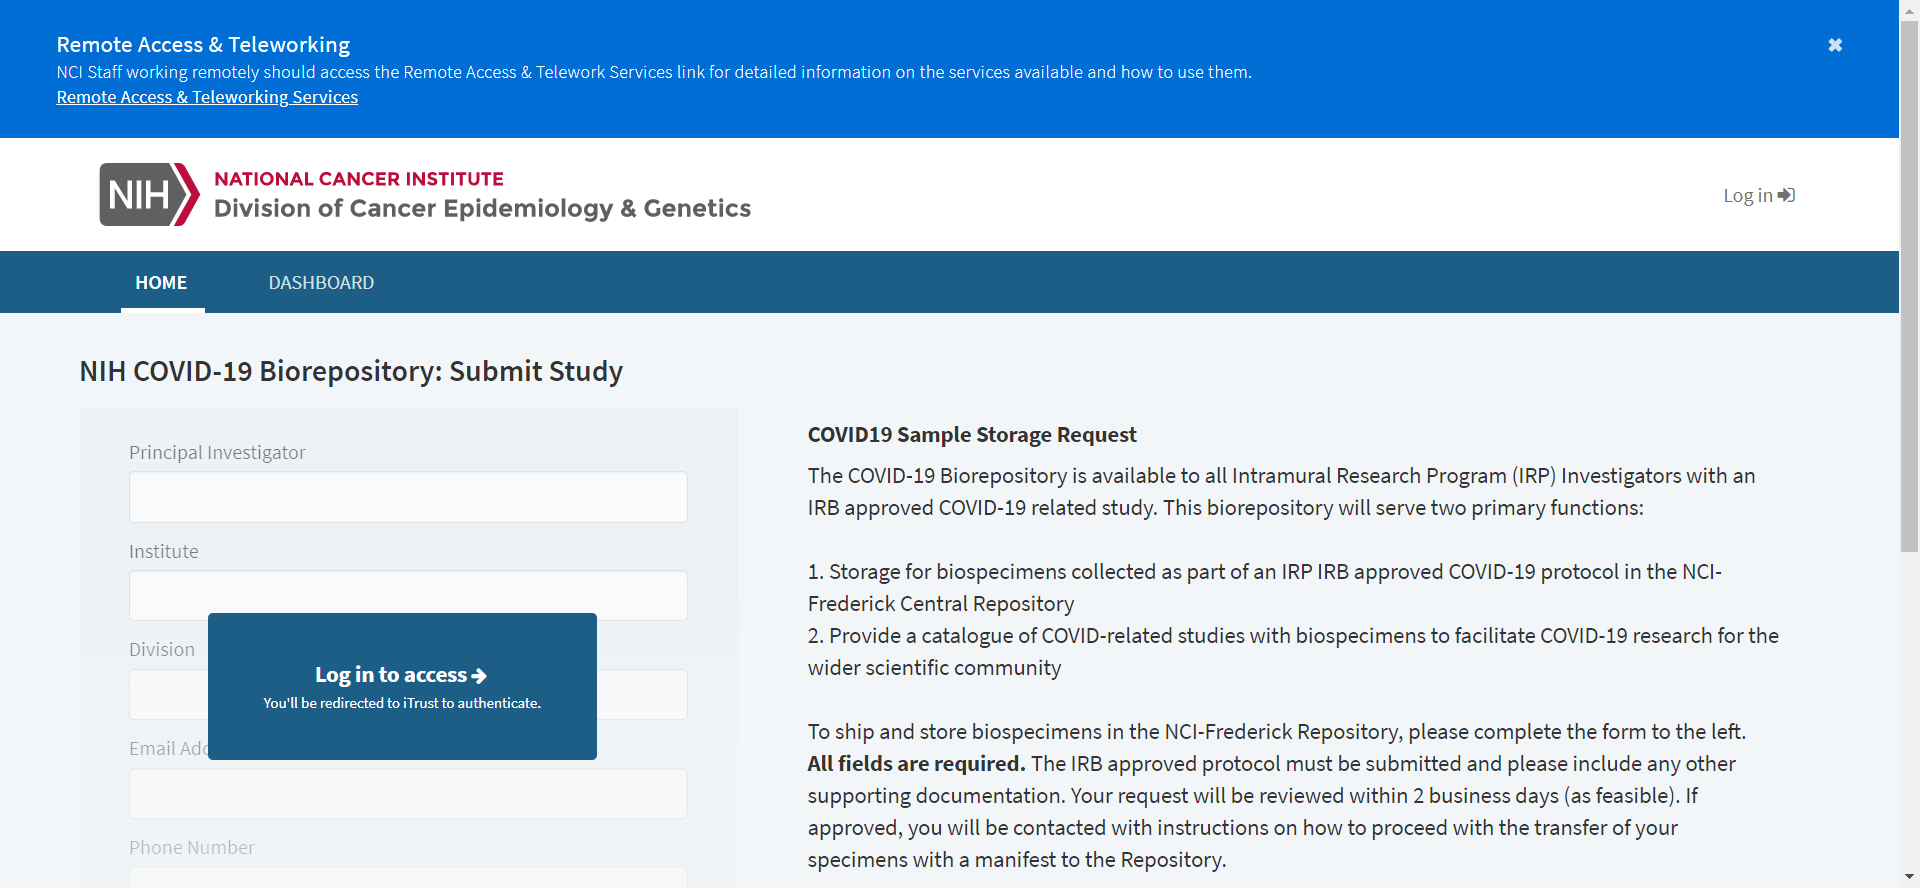 Remote Access & Teleworking
NCI Staff working remotely should access the Remote Access & Telework Services link for detailed information on the services available and how to use them.
Remote Access & Teleworking Services
NIH
NATIONAL CANCER INSTITUTE
Division of Cancer Epidemiology & Genetics
Log in
HOME
DASHBOARD
NIH COVID-19 Biorepository: Submit Study
Principal Investigator
Institute
Division
Log in to access
You'll be redirected to iTrust to authenticate.
Email
Phone Number
COVID19 Sample Storage Request
The COVID-19 Biorepository is available to all Intramural Research Program (IRP) Investigators with an
IRB approved COVID-19 related study. This biorepository will serve two primary functions:
1. Storage for biospecimens collected as part of an IRP IRB approved COVID-19 protocol in the NCI-
Frederick Central Repository
2. Provide a catalogue of COVID-related studies with biospecimens to facilitate COVID-19 research for the
wider scientific community
To ship and store biospecimens in the NCI-Frederick Repository, please complete the form to the left.
All fields are required. The IRB approved protocol must be submitted and please include any other
supporting documentation. Your request will be reviewed within 2 business days (as feasible). If
approved, you will be contacted with instructions on how to proceed with the transfer of your
specimens with a manifest to the Repository.